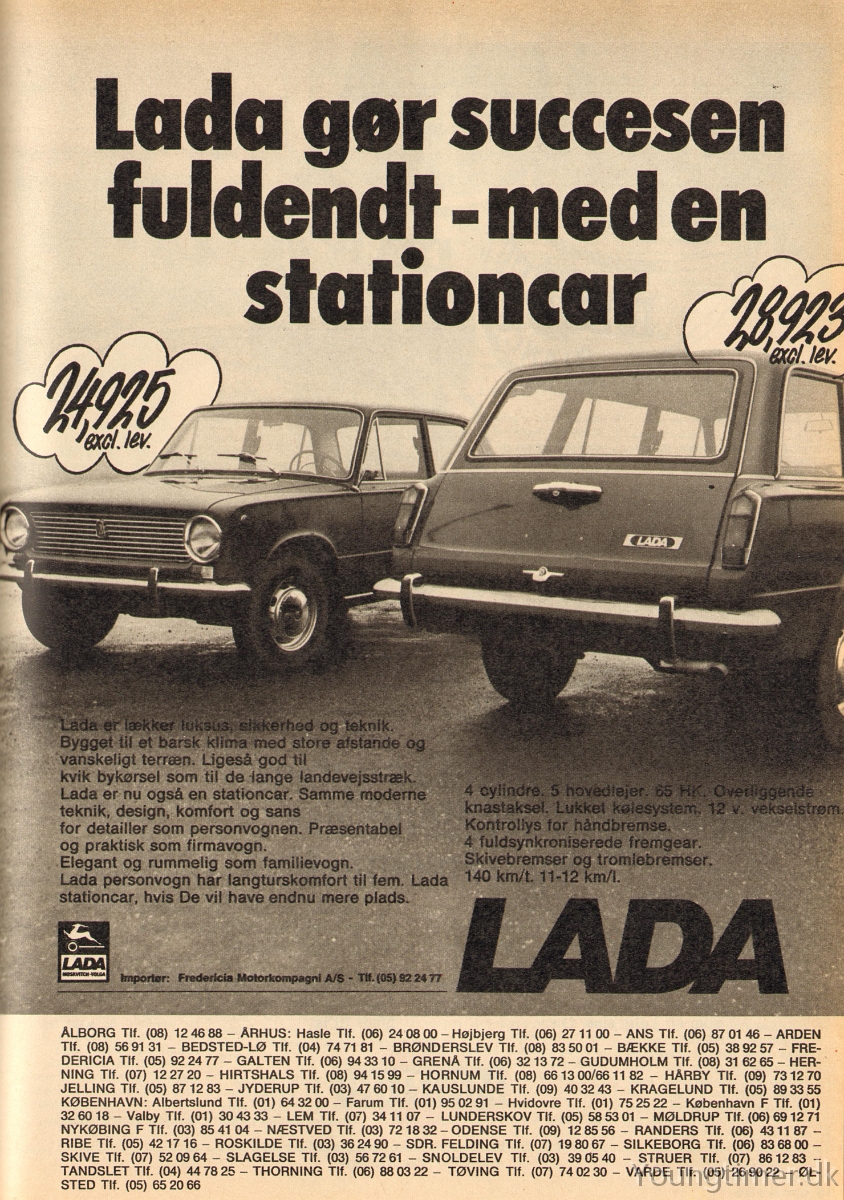 Lada gør succesen
fuldendt - med en
stationcar
28,923
excl. lev.
24,925
excl. lev.
LADA
Lada er lækker luksus, sikkerhed og teknik.
Bygget til et barsk klima med store afstande og
vanskeligt terræn. Ligeså god til
kvik bykørsel som til de lange landevejsstræk.
Lada er nu også en stationcar. Samme moderne
teknik, design, komfort og sans
for detailler som personvognen. Præsentabel
og praktisk som firmavogn.
Elegant og rummelig som familievogn.
Lada personvogn har langturskomfort til fem. Lada
stationcar, hvis De vil have endnu mere plads.
4 cylindre. 5 hovedlejer. 65 HK. Overliggende
knastaksel. Lukket kølesystem. 12 v. vekselstrøm.
Kontrollys for håndbremse.
4 fuldsynkroniserede fremgear.
Skivebremser og tromlebremser.
140 km/t. 11-12 km/l.
LADA
MOSKVITCH-VOLGA
Importør: Fredericia Motorkompagni A/S - Tlf. (05) 92 24 77
LADA
ÅLBORG Tlf. (08) 12 46 88 – ÅRHUS: Hasle Tlf. (06) 24 08 00 – Højbjerg Tlf. (06) 27 11 00 – ANS Tlf. (06) 87 01 46 – ARDEN
Tlf. (08) 56 91 31 – BEDSTED-LØ Tlf. (04) 74 71 81 – BRØNDERSLEV Tlf. (08) 83 50 01 – BÆKKE Tlf. (05) 38 92 57 – FRE-
DERICIA Tlf. (05) 92 24 77 – GALTEN Tlf. (06) 94 33 10 – GRENÅ Tlf. (06) 32 13 72 – GUDUMHOLM Tlf. (08) 31 62 65 – HER-
NING Tlf. (07) 12 27 20 – HIRTSHALS Tlf. (08) 94 15 99 – HORNUM Tlf. (08) 66 13 00/66 11 82 – HÅRBY Tlf. (09) 73 12 70
JELLING Tlf. (05) 87 12 83 – JYDERUP Tlf. (03) 47 60 10 – KAUSLUNDE Tlf. (09) 40 32 43 – KRAGELUND Tlf. (05) 89 33 55
KØBENHAVN: Albertslund Tlf. (01) 64 32 00 – Farum Tlf. (01) 95 02 91 – Hvidovre Tlf. (01) 75 25 22 – København F Tlf. (01)
32 60 18 – Valby Tlf. (01) 30 43 33 – LEM Tlf. (07) 34 11 07 – LUNDERSKOV Tlf. (05) 58 53 01 – MØLDRUP Tlf. (06) 69 12 71
NYKØBING F Tlf. (03) 85 41 04 – NÆSTVED Tlf. (03) 72 18 32 – ODENSE Tlf. (09) 12 85 56 – RANDERS Tlf. (06) 43 11 87 –
RIBE Tlf. (05) 42 17 16 – ROSKILDE Tlf. (03) 36 24 90 – SDR. FELDING Tlf. (07) 19 80 67 – SILKEBORG Tlf. (06) 83 68 00 –
SKIVE Tlf. (07) 52 09 64 – SLAGELSE Tlf. (03) 56 72 61 – SNOLDELEV Tlf. (03) 39 05 40 – STRUER Tlf. (07) 86 12 83 –
TANDSLET Tlf. (04) 44 78 25 – THORNING Tlf. (06) 88 03 22 – TØVING Tlf. (07) 74 02 30 – VARDE Tlf. (05) 26 90 22 – ØL-
STED Tlf. (05) 65 20 66
Youngtimer.dk